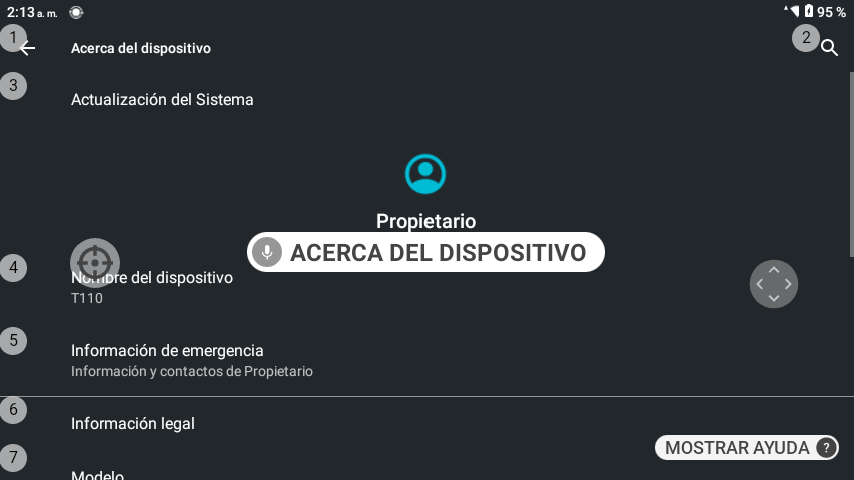 2:13 a. m.
95 %
1
Acerca del dispositivo
2
3
Actualización del Sistema
Propietario
ACERCA DEL DISPOSITIVO
4
Nombre del dispositivo
T110
5
Información de emergencia
Información y contactos de Propietario
6
Información legal
MOSTRAR AYUDA ?
7
Modelo